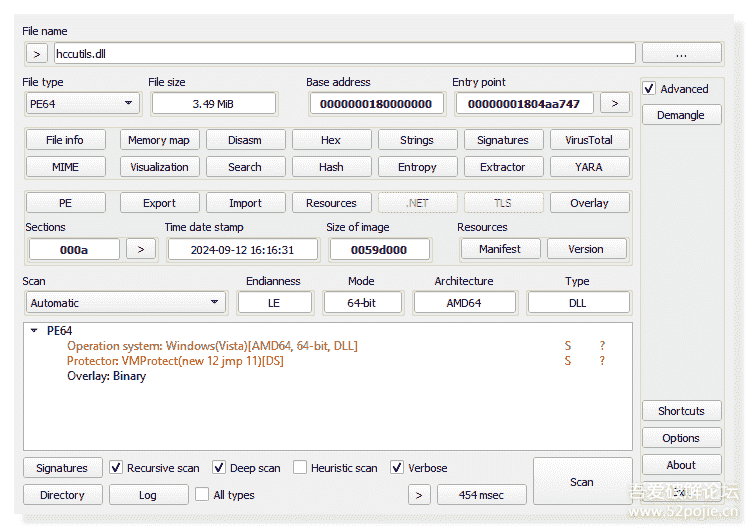 File name
> hccutils.dll ...
File type File size Base address Entry point
PE64 3.49 MiB 0000000180000000 00000001804aa747 >
Advanced
Demangle
File info Memory map Disasm Hex Strings Signatures VirusTotal
MIME Visualization Search Hash Entropy Extractor YARA
PE Export Import Resources .NET TLS Overlay
Sections Time date stamp Size of image Resources
000a > 2024-09-12 16:16:31 0059d000 Manifest Version
Scan Endianness Mode Architecture Type
Automatic LE 64-bit AMD64 DLL
PE64
Operation system: Windows(Vista)[AMD64, 64-bit, DLL] S ?
Protector: VMProtect(new 12 jmp 11)[DS] S ?
Overlay: Binary
Shortcuts
Options
About
Signatures Recursive scan Deep scan Heuristic scan Verbose Scan
Directory Log All types > 454 msec
吾爱破解论坛
www.52pojie.cn